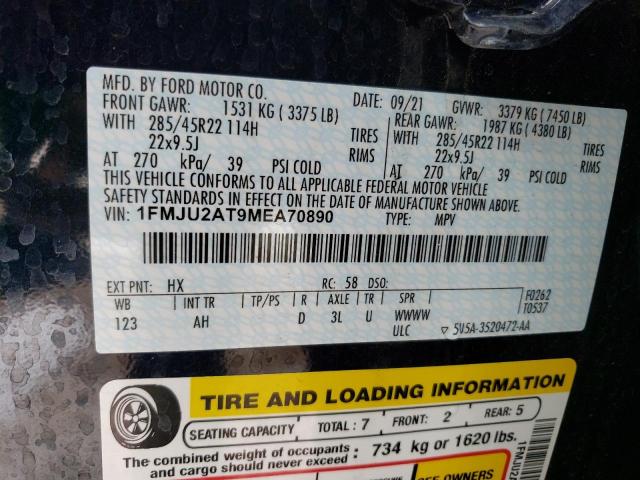 MFD. BY FORD MOTOR CO.
DATE: 09/21 GVWR: 3379 KG (7450 LB)
FRONT GAWR: 1531 KG (3375 LB) REAR GAWR: 1987 KG (4380 LB)
WITH 285/45R22 114H TIRES WITH 285/45R22 114H TIRES
22x9.5J RIMS 22x9.5J RIMS
AT 270 kPa/ 39 PSI COLD AT 270 kPa/ 39 PSI COLD
THIS VEHICLE CONFORMS TO ALL APPLICABLE FEDERAL MOTOR VEHICLE
SAFETY STANDARDS IN EFFECT ON THE DATE OF MANUFACTURE SHOWN ABOVE.
VIN: 1FMJU2AT9MEA70890 TYPE: MPV
EXT PNT: HX RC: 58 DSO:
WB INT TR TP/PS R AXLE TR SPR
123 AH D 3L U WWWW
ULC 5U5A-3520472-AA
F0262
T0537
TIRE AND LOADING INFORMATION
SEATING CAPACITY TOTAL: 7 FRONT: 2 REAR: 5
The combined weight of occupants and cargo should never exceed: 734 kg or 1620 lbs.
SEE OWNERS
1FMJU2